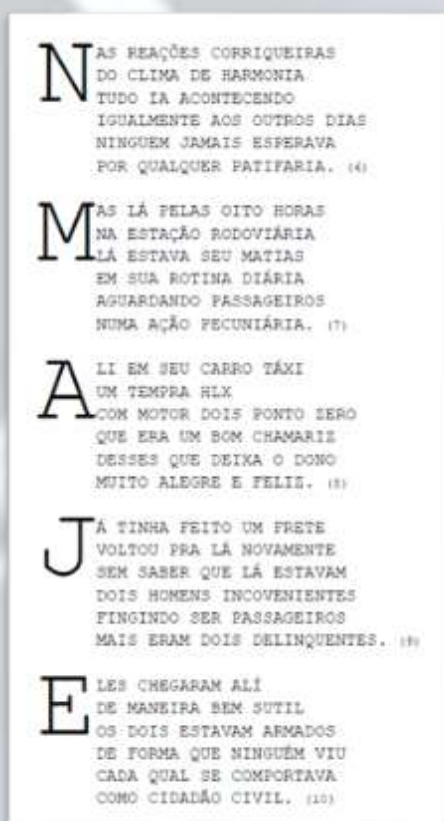 NAS REAÇÕES CORRIQUEIRAS
DO CLIMA DE HARMONIA
TUDO IA ACONTECENDO
IGUALMENTE AOS OUTROS DIAS
NINGUEM JAMAIS ESPERAVA
POR QUALQUER PATIFARIA. (6)
MAS LÁ PELAS OITO HORAS
NA ESTAÇÃO RODOVIÁRIA
LÁ ESTAVA SEU MATIAS
EM SUA ROTINA DIÁRIA
AGUARDANDO PASSAGEIROS
NUMA AÇÃO PECUNIÁRIA. (7)
ALI EM SEU CARRO TÁXI
UM TEMPRA HLX
COM MOTOR DOIS PONTO ZERO
QUE ERA UM BOM CHAMARIZ
DESSES QUE DEIXA O DONO
MUITO ALEGRE E FELIZ. (8)
JÁ TINHA FEITO UM FRETE
VOLTOU PRA LÁ NOVAMENTE
SEM SABER QUE LÁ ESTAVAM
DOIS HOMENS INCOVENIENTES
FINGINDO SER PASSAGEIROS
MAIS ERAM DOIS DELINQUENTES. (9)
ELES CHEGARAM ALÍ
DE MANEIRA BEM SUTIL
OS DOIS ESTAVAM ARMADOS
DE FORMA QUE NINGUÉM VIU
CADA QUAL SE COMPORTAVA
COMO CIDADÃO CIVIL. (10)